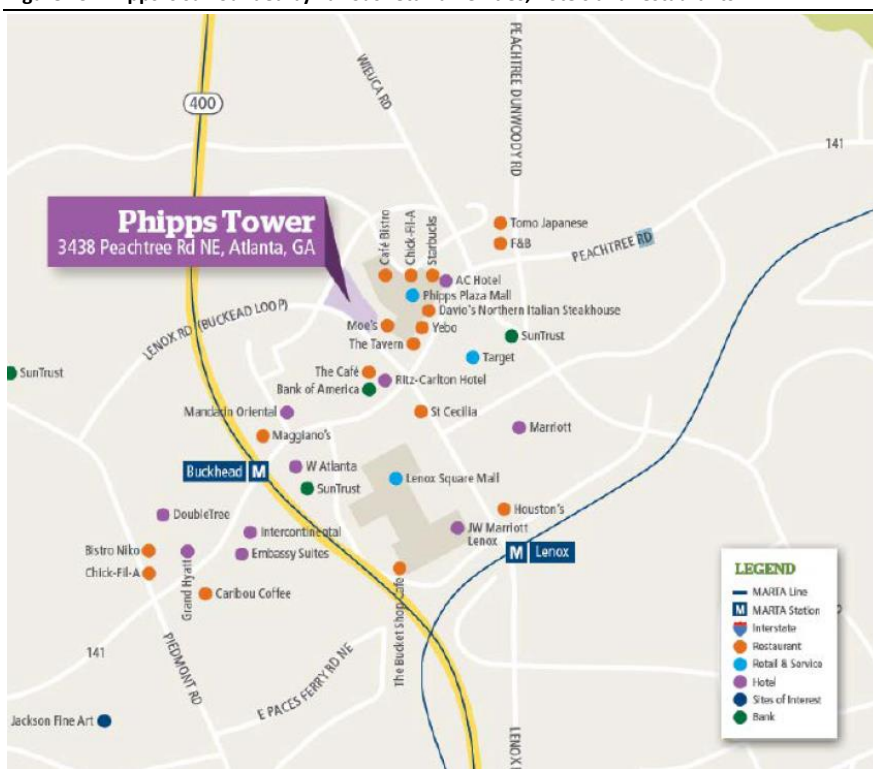 400
WIEUCA RD
PEACHTREE DUNWOODY RD
141
Phipps Tower
3438 Peachtree Rd NE, Atlanta, GA
Café Bistro
Chick-Fil-A
Starbucks
Tomo Japanese
F&B
PEACHTREE RD
AC Hotel
Phipps Plaza Mall
Davio's Northern Italian Steakhouse
LENOX RD (BUCKEAD LOOP)
Moe's
Yebo
The Tavern
SunTrust
Target
SunTrust
The Café
Ritz-Carlton Hotel
Bank of America
Mandarin Oriental
St Cecilia
Marriott
Maggiano's
Buckhead M
W Atlanta
Lenox Square Mall
SunTrust
DoubleTree
Houston's
Intercontinental
JW Marriott
Lenox
Bistro Niko
Embassy Suites
M Lenox
Chick-Fil-A
Grand Hyatt
Caribou Coffee
The Bucket Shop Cafe
141
PIEDMONT RD
E PACES FERRY RD NE
Jackson Fine Art
LENOX
LEGEND
MARTA Line
M MARTA Station
Interstate
Restaurant
Retail & Service
Hotel
Sites of Interest
Bank